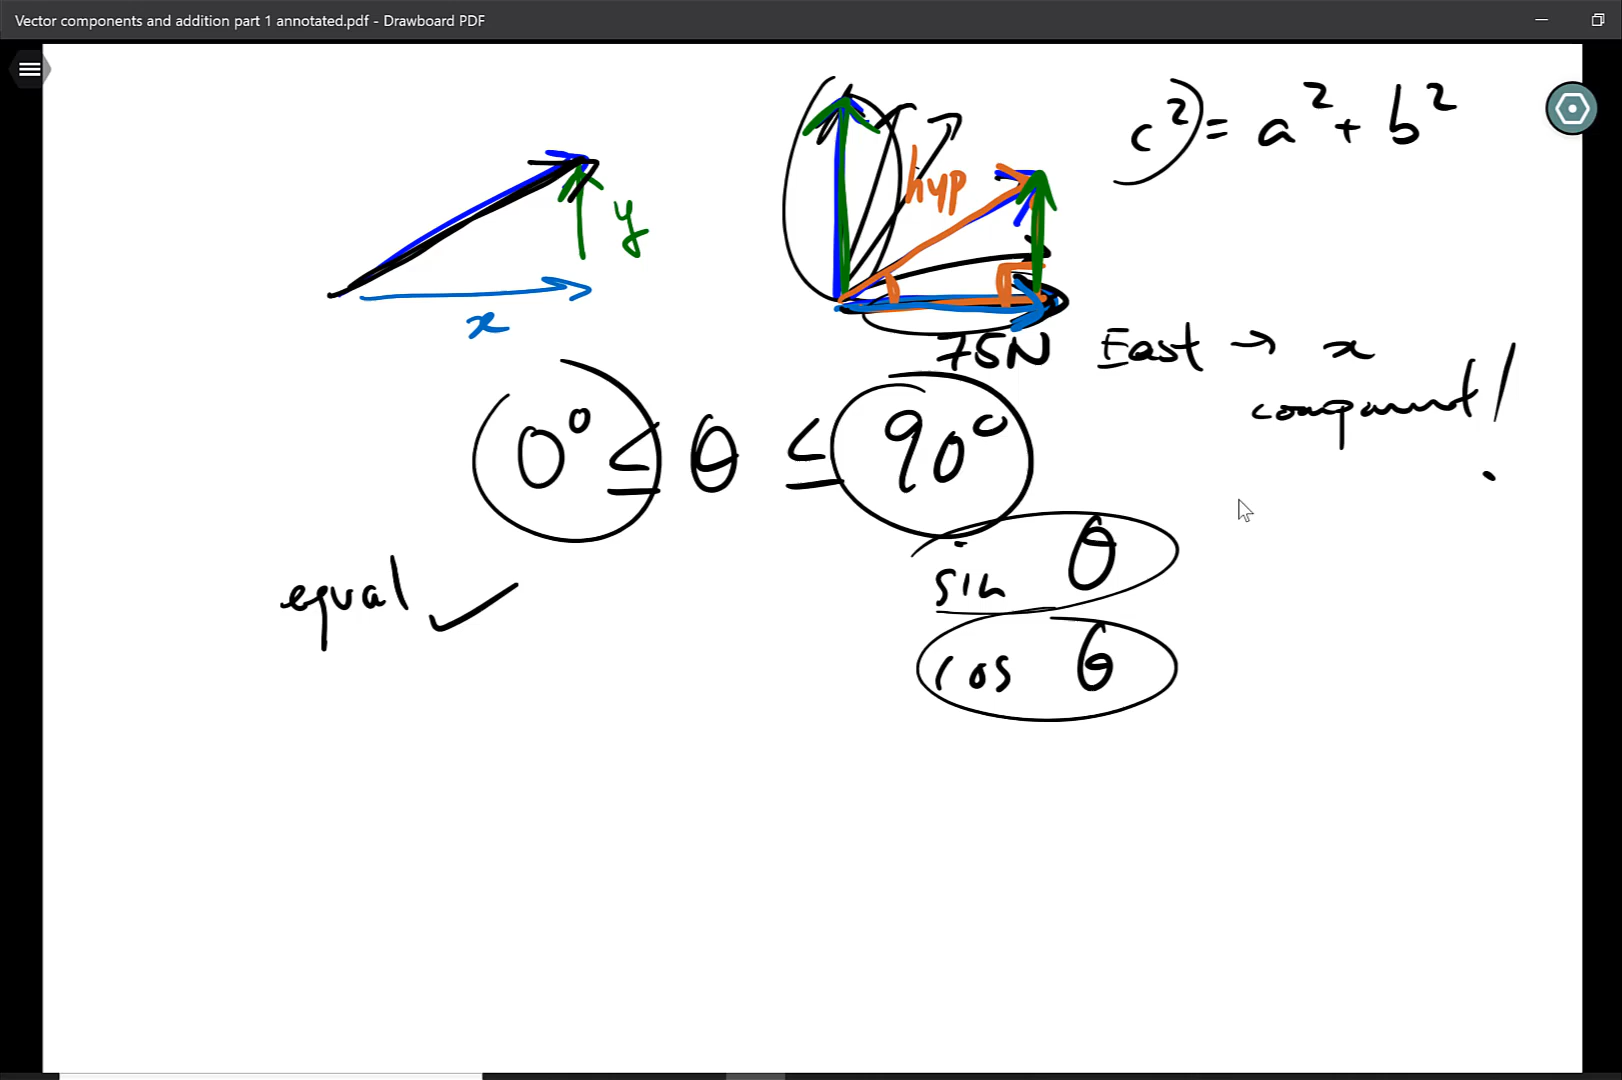 Vector components and addition part 1 annotated.pdf - Drawboard PDF
c² = a² + b²
hyp
y
x
75N East → x
component!
0° ≤ θ ≤ 90°
sin θ
equal ✓
cos θ